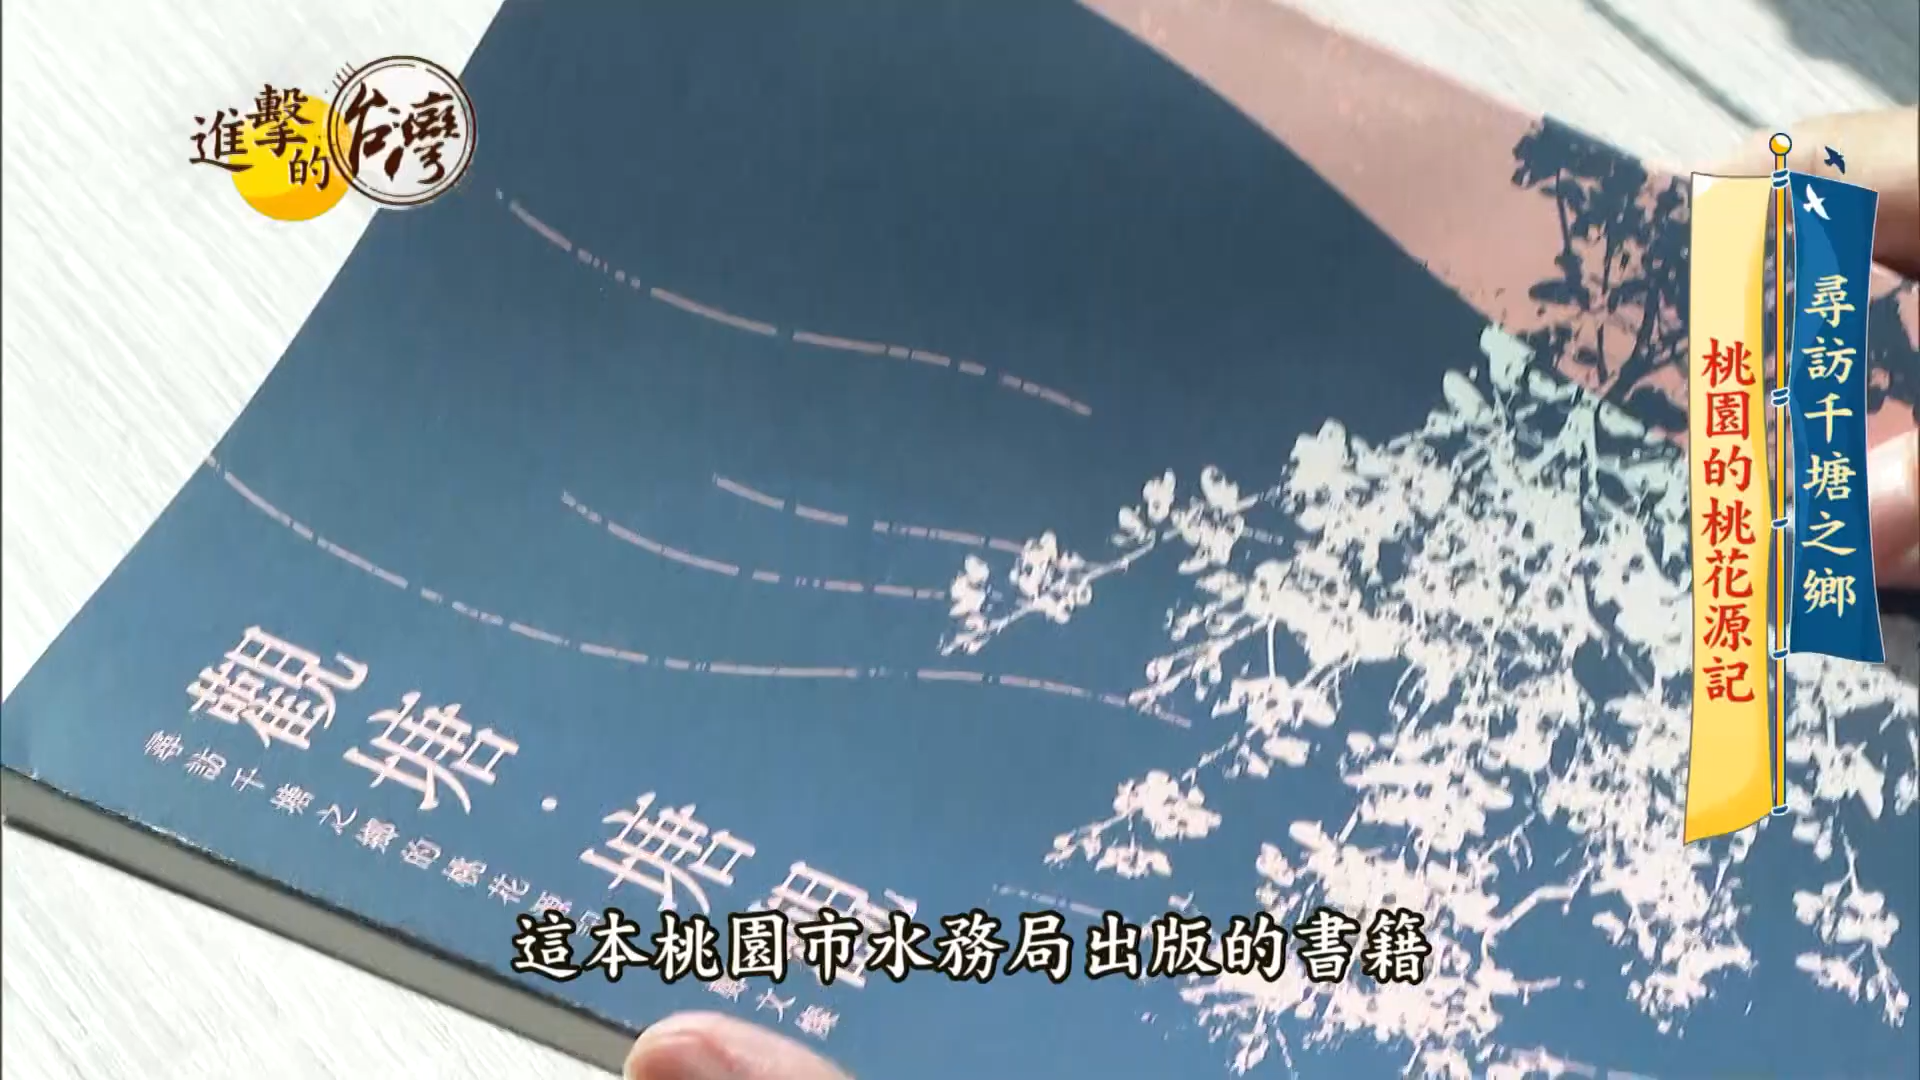 進擊的台灣
尋訪千塘之鄉
桃園的桃花源記
觀塘・塘觀
尋訪千塘之鄉的桃花源記
這本桃園市水務局出版的書籍